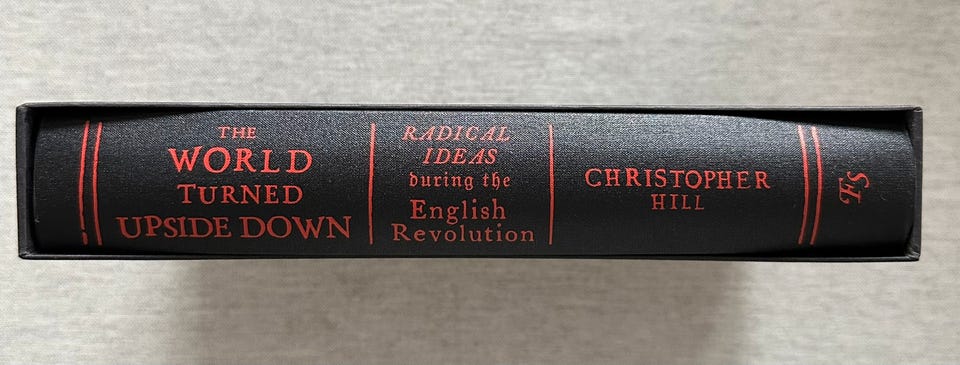 THE
WORLD
TURNED
UPSIDE DOWN
RADICAL
IDEAS
during the
English
Revolution
CHRISTOPHER
HILL
FS